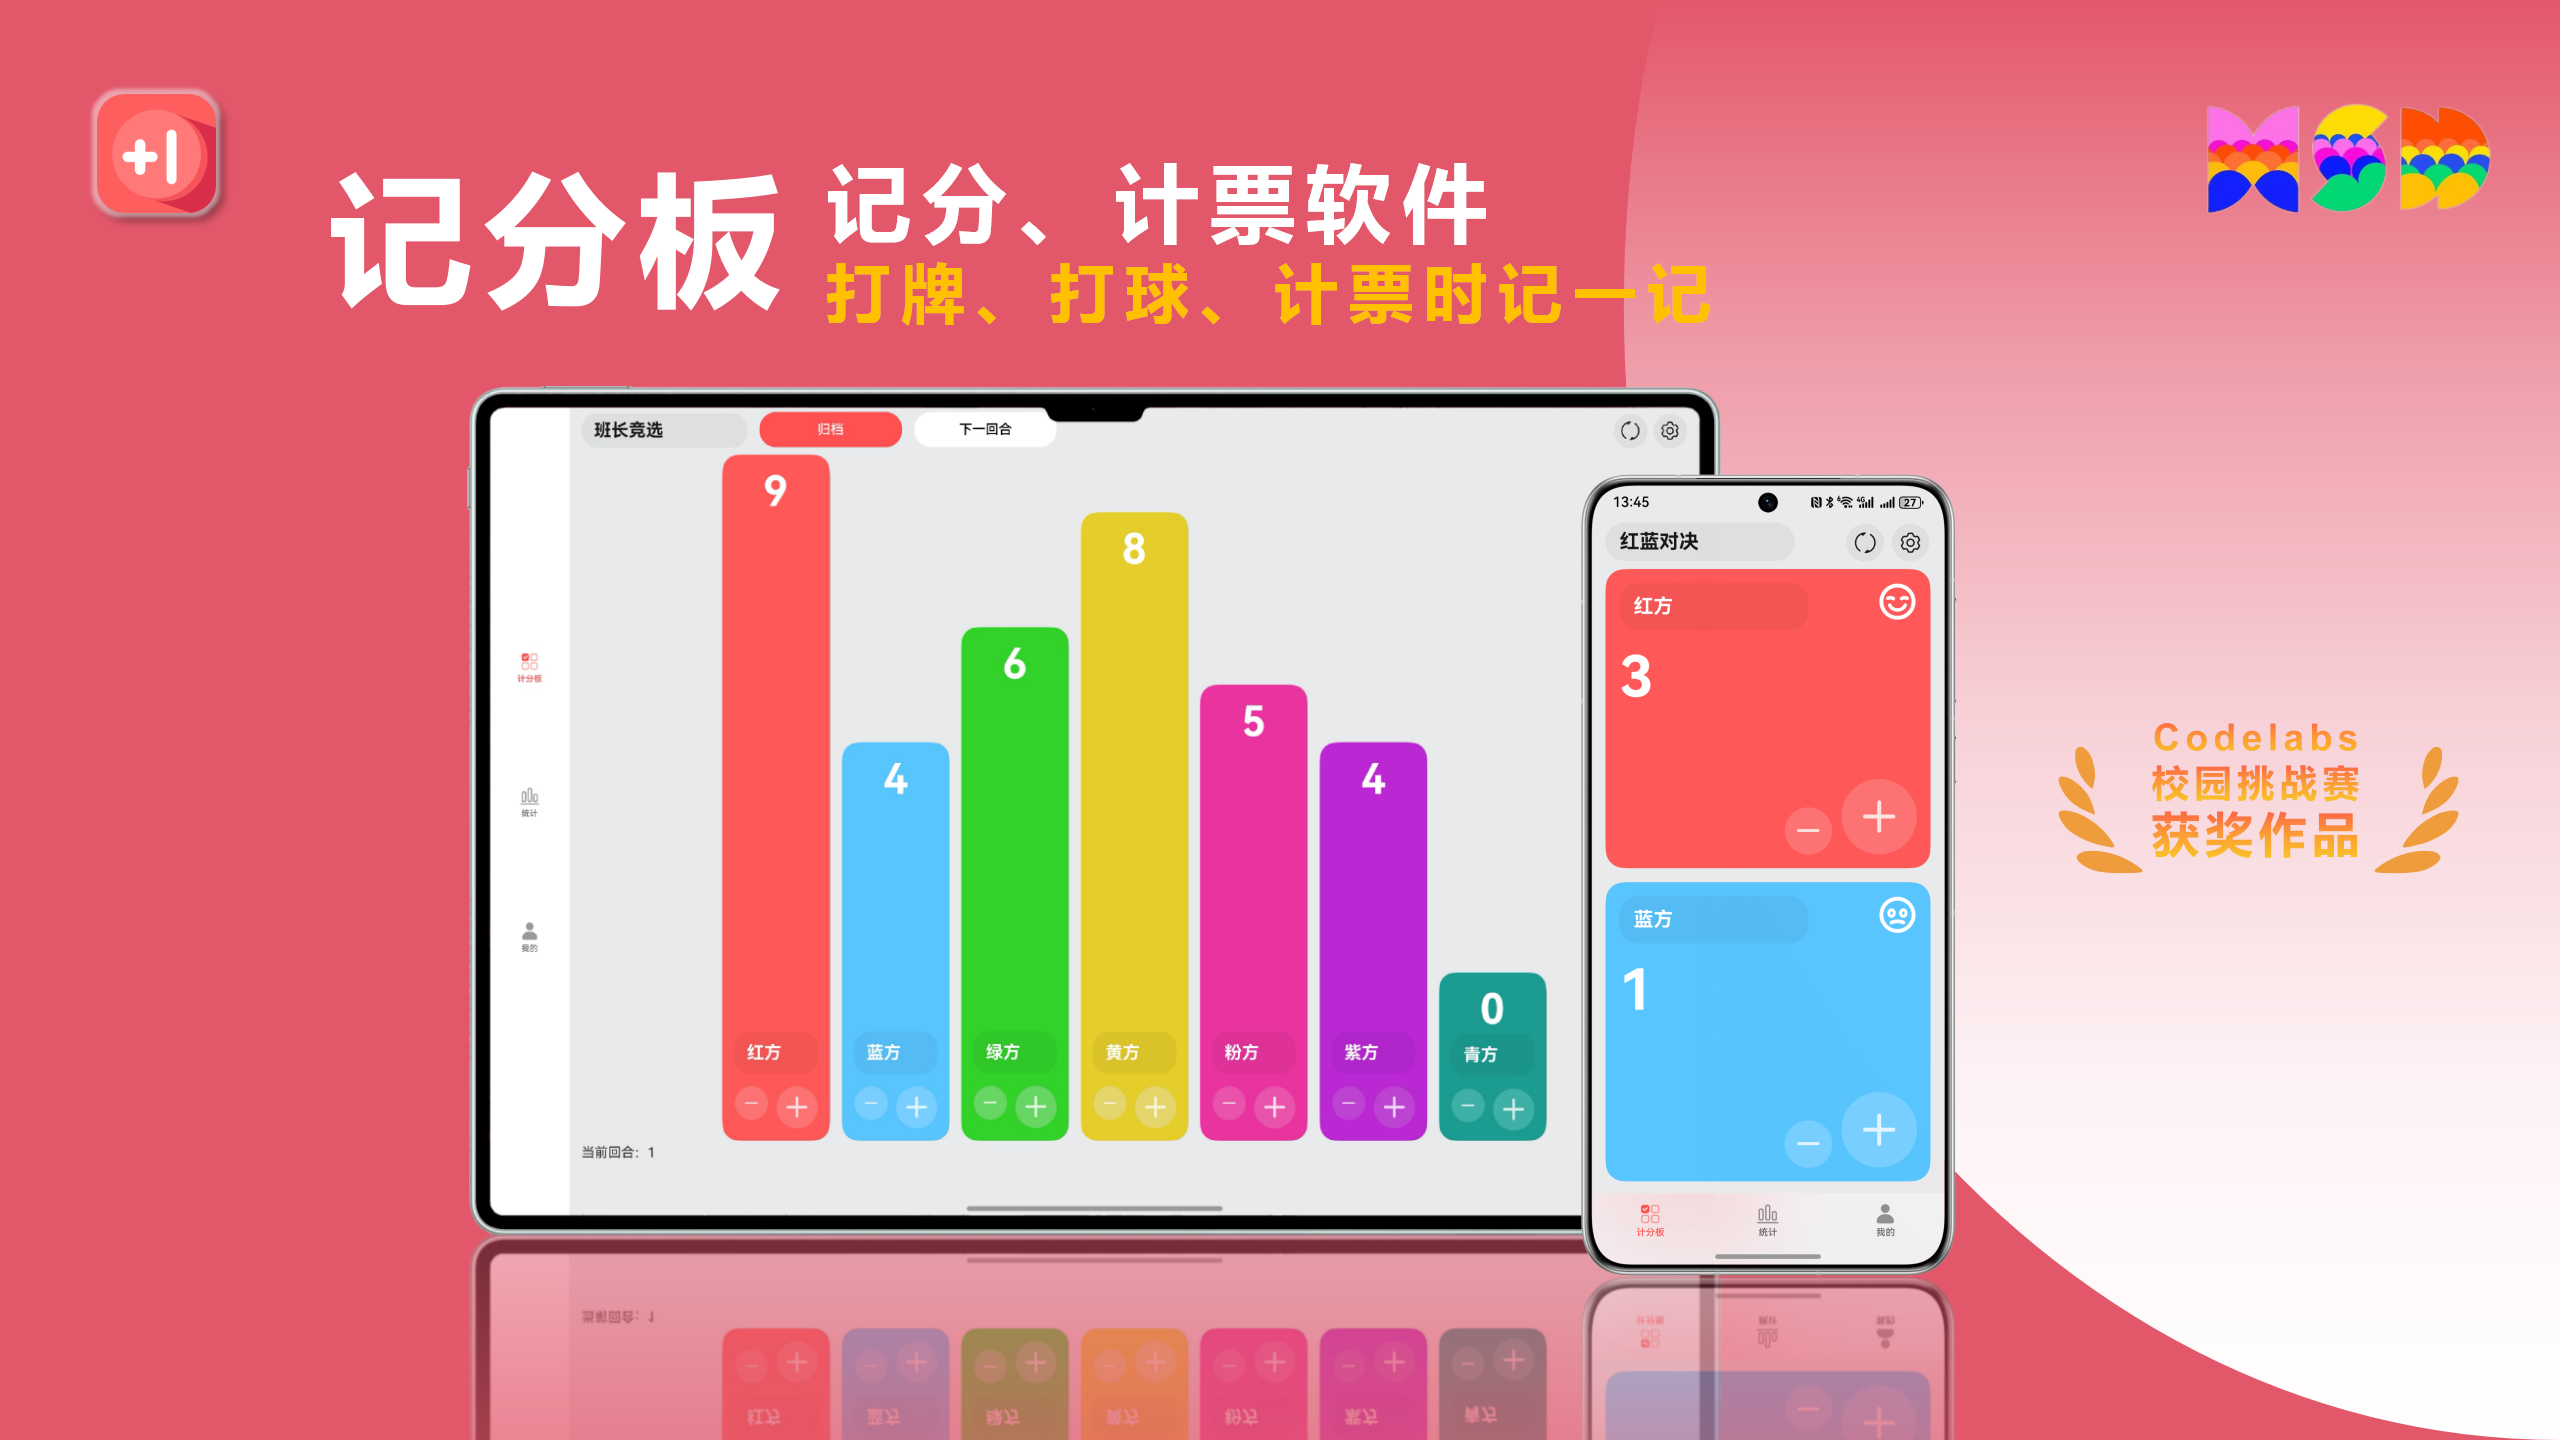 +1
HSD
记分板
记分、计票软件
打牌、打球、计票时记一记
班长竞选
归档
下一回合
9
4
6
8
5
4
0
红方
蓝方
绿方
黄方
粉方
紫方
青方
计分板
统计
我的
当前回合：1
13:45
27
红蓝对决
红方
3
蓝方
1
计分板
统计
我的
Codelabs
校园挑战赛
获奖作品